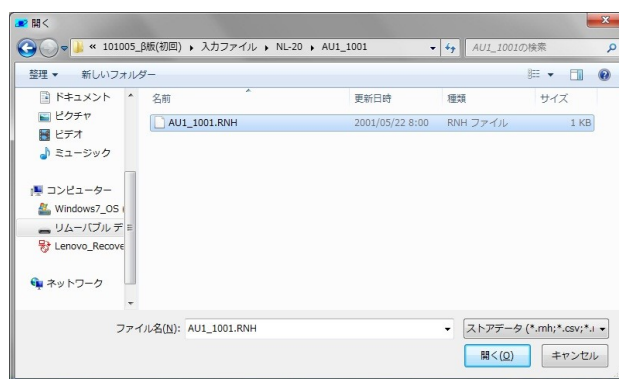 開く
« 101005_β版(初回) ▸ 入力ファイル ▸ NL-20 ▸ AU1_1001
AU1_1001の検索
整理 新しいフォルダー
名前 更新日時 種類 サイズ
AU1_1001.RNH 2001/05/22 8:00 RNH ファイル 1 KB
ドキュメント
ピクチャ
ビデオ
ミュージック
コンピューター
Windows7_OS (
リムーバブル デ
Lenovo_Recove
ネットワーク
ファイル名(N): AU1_1001.RNH
ストアデータ (*.rnh;*.csv;*.r
開く(O) キャンセル